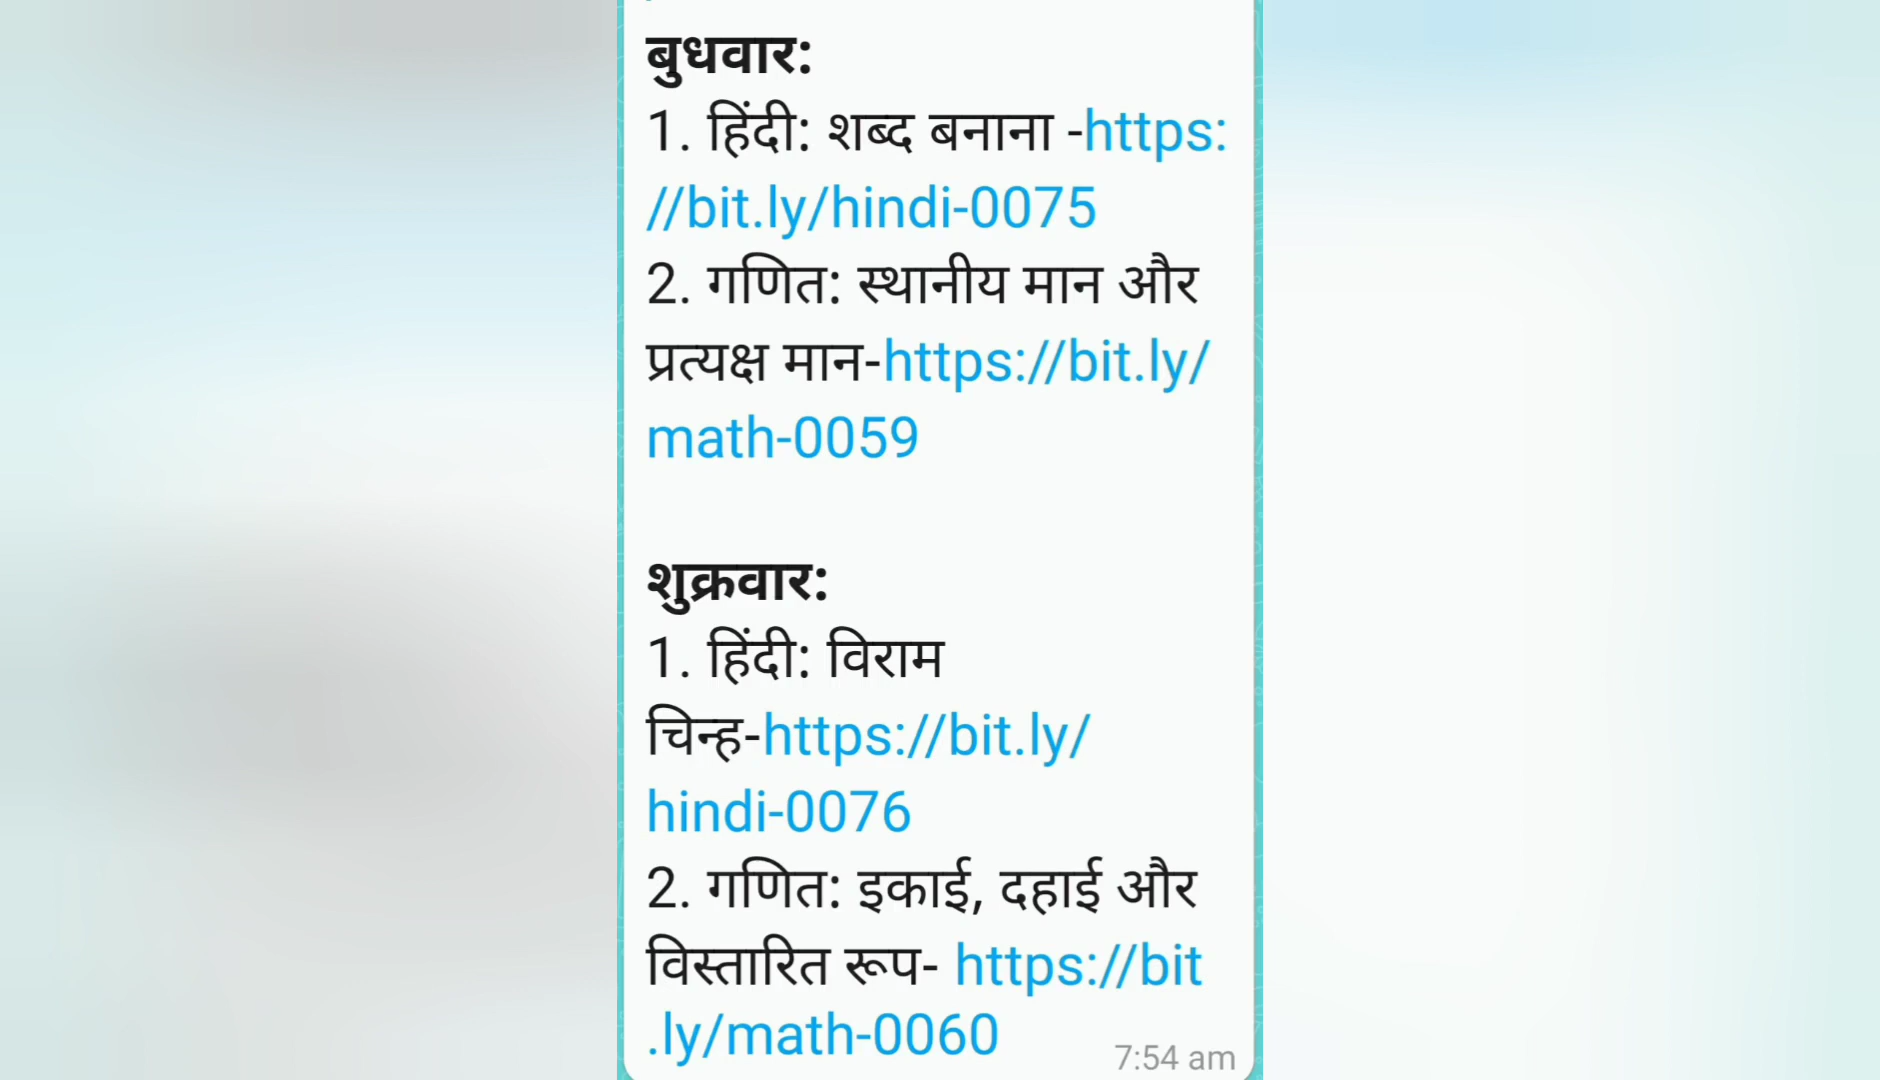 बुधवार:
1. हिंदी: शब्द बनाना -https:
//bit.ly/hindi-0075
2. गणित: स्थानीय मान और
प्रत्यक्ष मान-https://bit.ly/
math-0059
शुक्रवार:
1. हिंदी: विराम
चिन्ह-https://bit.ly/
hindi-0076
2. गणित: इकाई, दहाई और
विस्तारित रूप- https://bit
.ly/math-0060
7:54 am